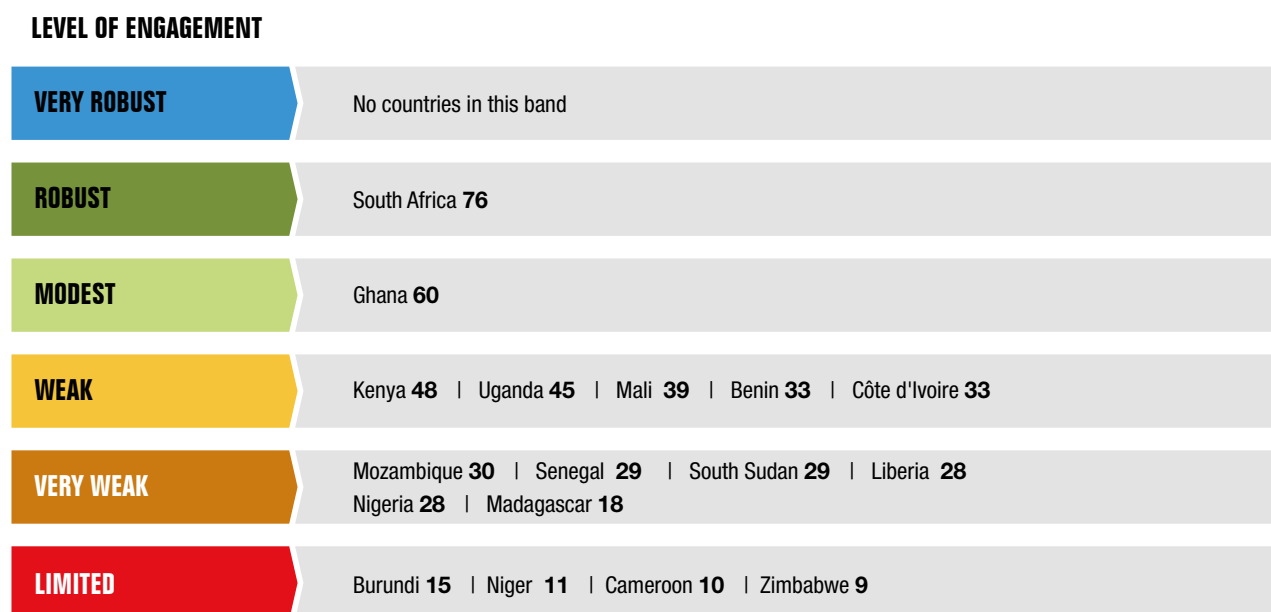 LEVEL OF ENGAGEMENT
VERY ROBUST
No countries in this band
ROBUST
South Africa 76
MODEST
Ghana 60
WEAK
Kenya 48 | Uganda 45 | Mali 39 | Benin 33 | Côte d'Ivoire 33
VERY WEAK
Mozambique 30 | Senegal 29 | South Sudan 29 | Liberia 28
Nigeria 28 | Madagascar 18
LIMITED
Burundi 15 | Niger 11 | Cameroon 10 | Zimbabwe 9